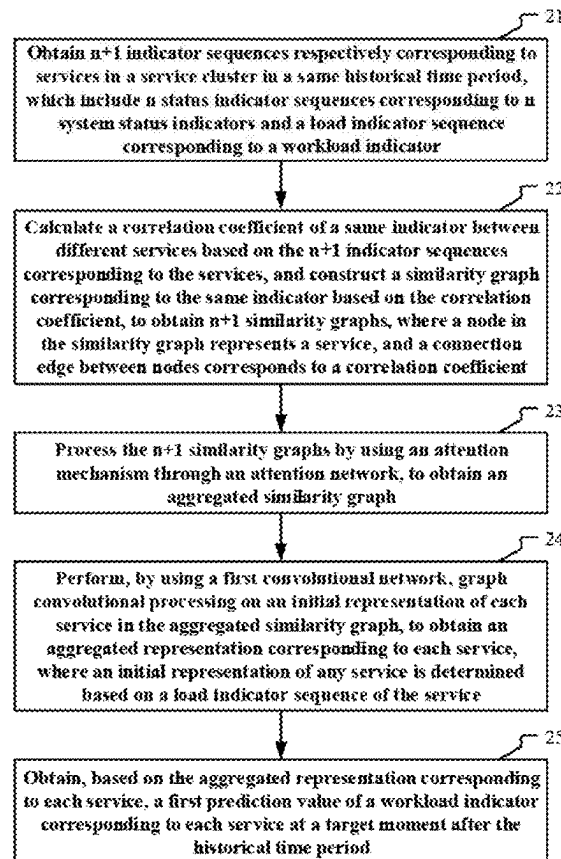 21
Obtain n+1 indicator sequences respectively corresponding to
services in a service cluster in a same historical time period,
which include n status indicator sequences corresponding to n
system status indicators and a load indicator sequence
corresponding to a workload indicator
22
Calculate a correlation coefficient of a same indicator between
different services based on the n+1 indicator sequences
corresponding to the services, and construct a similarity graph
corresponding to the same indicator based on the correlation
coefficient, to obtain n+1 similarity graphs, where a node in
the similarity graph represents a service, and a connection
edge between nodes corresponds to a correlation coefficient
23
Process the n+1 similarity graphs by using an attention
mechanism through an attention network, to obtain an
aggregated similarity graph
24
Perform, by using a first convolutional network, graph
convolutional processing on an initial representation of each
service in the aggregated similarity graph, to obtain an
aggregated representation corresponding to each service,
where an initial representation of any service is determined
based on a load indicator sequence of the service
25
Obtain, based on the aggregated representation corresponding
to each service, a first prediction value of a workload indicator
corresponding to each service at a target moment after the
historical time period